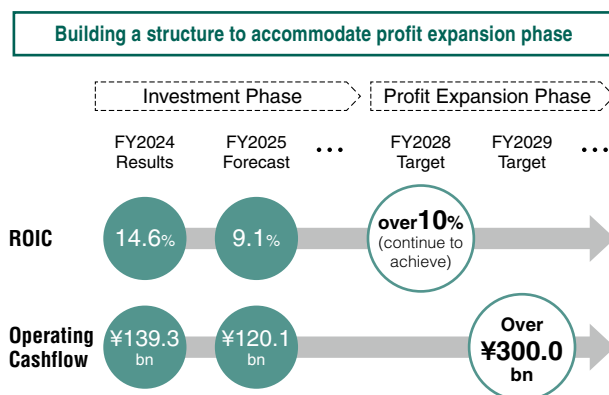 Building a structure to accommodate profit expansion phase
Investment Phase
Profit Expansion Phase
FY2024
Results
FY2025
Forecast
...
FY2028
Target
FY2029
Target
...
ROIC
14.6%
9.1%
over10%
(continue to
achieve)
Operating
Cashflow
¥139.3
bn
¥120.1
bn
Over
¥300.0
bn